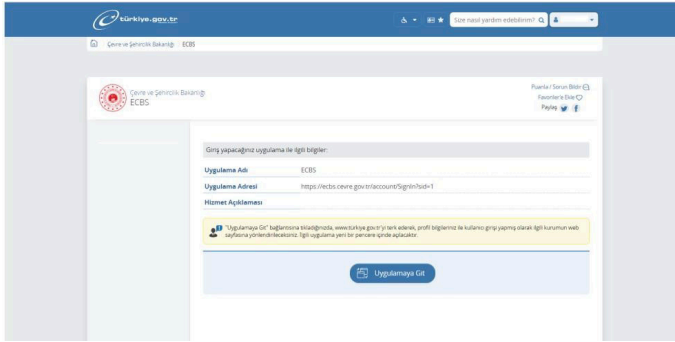 türkiye.gov.tr
Size nasıl yardım edebilirim?
Çevre ve Şehircilik Bakanlığı ECBS
Çevre ve Şehircilik Bakanlığı
ECBS
Puanla / Sorun Bildir
Favorilere Ekle
Paylaş
Giriş yapacağınız uygulama ile ilgili bilgiler:
Uygulama Adı ECBS
Uygulama Adresi https://ecbs.cevre.gov.tr/account/SignIn?sid=1
Hizmet Açıklaması
"Uygulamaya Git" bağlantısına tıkladığınızda, www.turkiye.gov.tr'yi terk ederek, profil bilgileriniz ile kullanıcı girişi yapmış olarak ilgili kurumun web
sayfasına yönlendirileceksiniz. İlgili uygulama yeni bir pencere içinde açılacaktır.
Uygulamaya Git